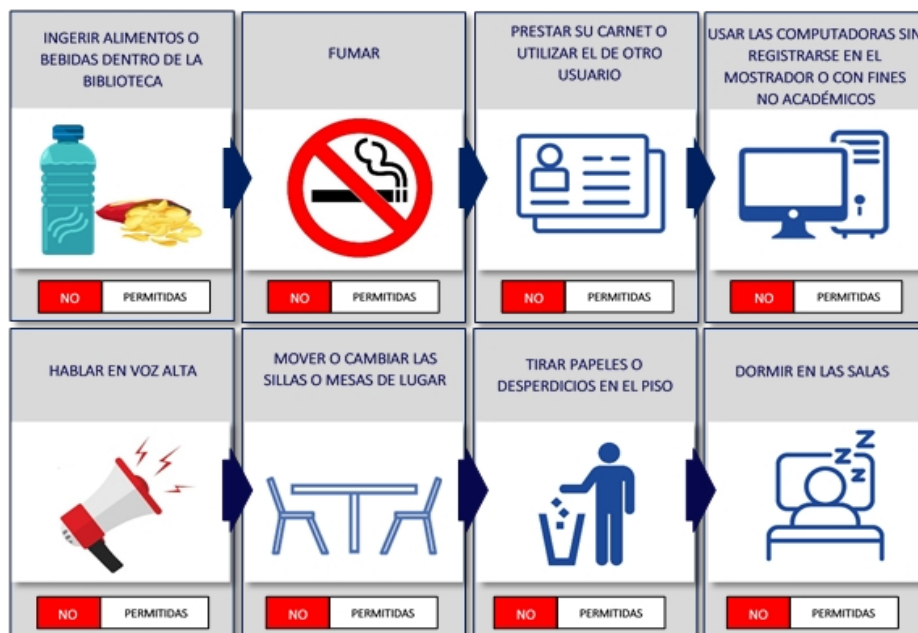 INGERIR ALIMENTOS O
BEBIDAS DENTRO DE LA
BIBLIOTECA
NO PERMITIDAS
FUMAR
NO PERMITIDAS
PRESTAR SU CARNET O
UTILIZAR EL DE OTRO
USUARIO
NO PERMITIDAS
USAR LAS COMPUTADORAS SIN
REGISTRARSE EN EL
MOSTRADOR O CON FINES
NO ACADÉMICOS
NO PERMITIDAS
HABLAR EN VOZ ALTA
NO PERMITIDAS
MOVER O CAMBIAR LAS
SILLAS O MESAS DE LUGAR
NO PERMITIDAS
TIRAR PAPELES O
DESPERDICIOS EN EL PISO
NO PERMITIDAS
DORMIR EN LAS SALAS
Z Z Z
NO PERMITIDAS